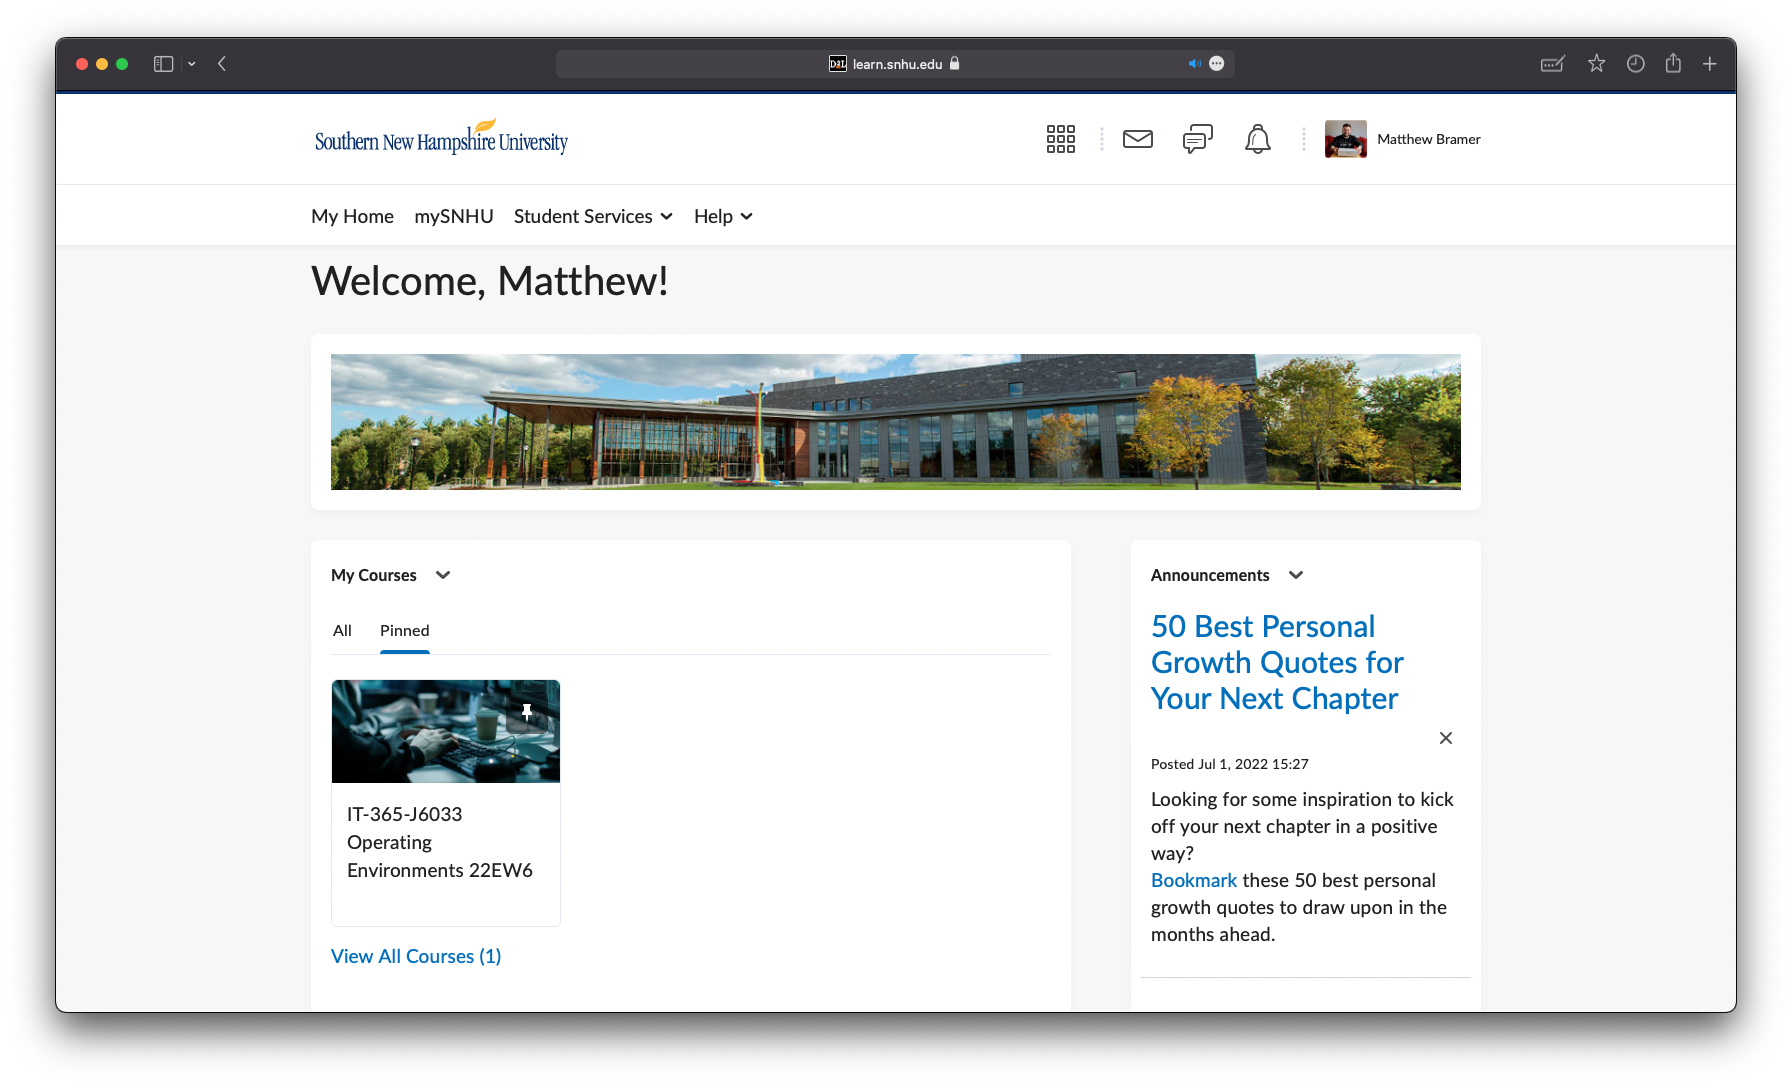 D2L learn.snhu.edu
Southern New Hampshire University
Matthew Bramer
My Home mySNHU Student Services Help
Welcome, Matthew!
My Courses
All Pinned
IT-365-J6033
Operating
Environments 22EW6
View All Courses (1)
Announcements
50 Best Personal
Growth Quotes for
Your Next Chapter
Posted Jul 1, 2022 15:27
Looking for some inspiration to kick
off your next chapter in a positive
way?
Bookmark these 50 best personal
growth quotes to draw upon in the
months ahead.